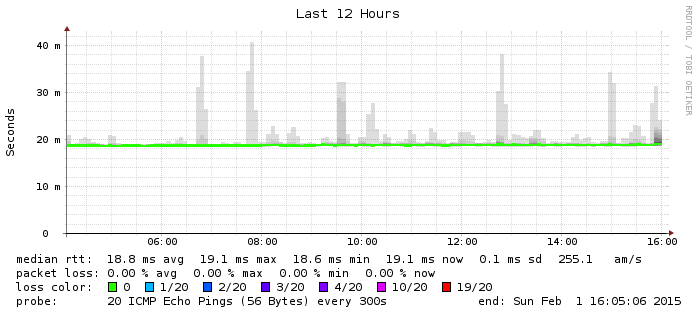 Last 12 Hours
RRDTOOL / TOBI OETIKER
Seconds
40 m
30 m
20 m
10 m
0
06:00 08:00 10:00 12:00 14:00 16:00
median rtt: 18.8 ms avg 19.1 ms max 18.6 ms min 19.1 ms now 0.1 ms sd 255.1 am/s
packet loss: 0.00 % avg 0.00 % max 0.00 % min 0.00 % now
loss color: 0 1/20 2/20 3/20 4/20 10/20 19/20
probe: 20 ICMP Echo Pings (56 Bytes) every 300s end: Sun Feb 1 16:05:06 2015